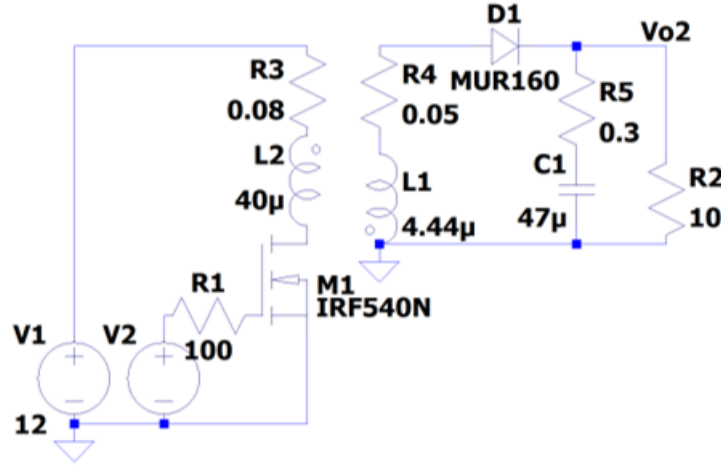 D1
Vo2
R3
R4
MUR160
R5
0.08
0.05
0.3
L2
C1
L1
R2
40µ
4.44µ
47µ
10
R1
M1
IRF540N
V1
V2
100
12